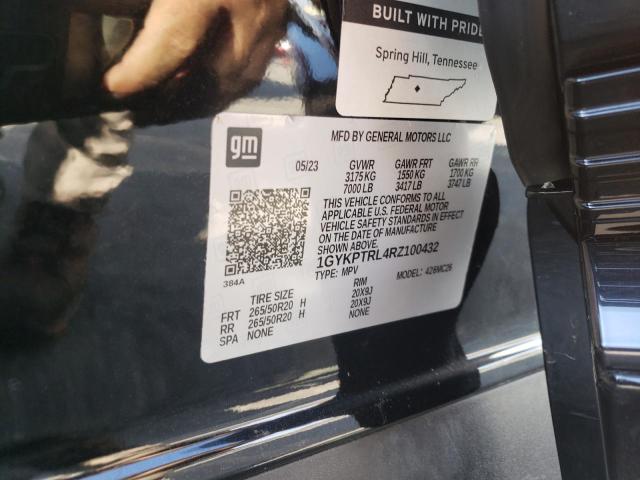 BUILT WITH PRIDE
Spring Hill, Tennessee
gm
MFD BY GENERAL MOTORS LLC
05/23 GVWR GAWR FRT GAWR RR
3175 KG 1550 KG 1700 KG
7000 LB 3417 LB 3747 LB
THIS VEHICLE CONFORMS TO ALL
APPLICABLE U.S. FEDERAL MOTOR
VEHICLE SAFETY STANDARDS IN EFFECT
ON THE DATE OF MANUFACTURE
SHOWN ABOVE.
1GYKPTRL4RZ100432
TYPE: MPV MODEL: 426MC26
384A
TIRE SIZE RIM
FRT 265/50R20 H 20X9J
RR 265/50R20 H 20X9J
SPA NONE NONE